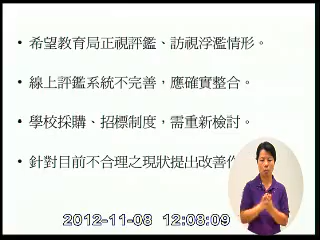 • 希望教育局正視評鑑、訪視浮濫情形。
• 線上評鑑系統不完善，應確實整合。
• 學校採購、招標制度，需重新檢討。
• 針對目前不合理之現狀提出改善
2012-11-08 12:08:09